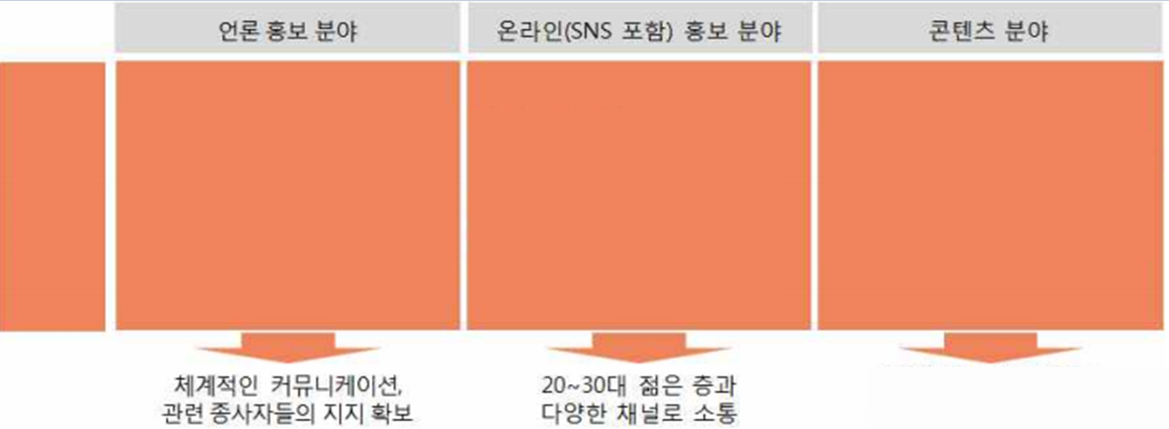 언론 홍보 분야
온라인(SNS 포함) 홍보 분야
콘텐츠 분야
체계적인 커뮤니케이션,
관련 종사자들의 지지 확보
20~30대 젊은 층과
다양한 채널로 소통